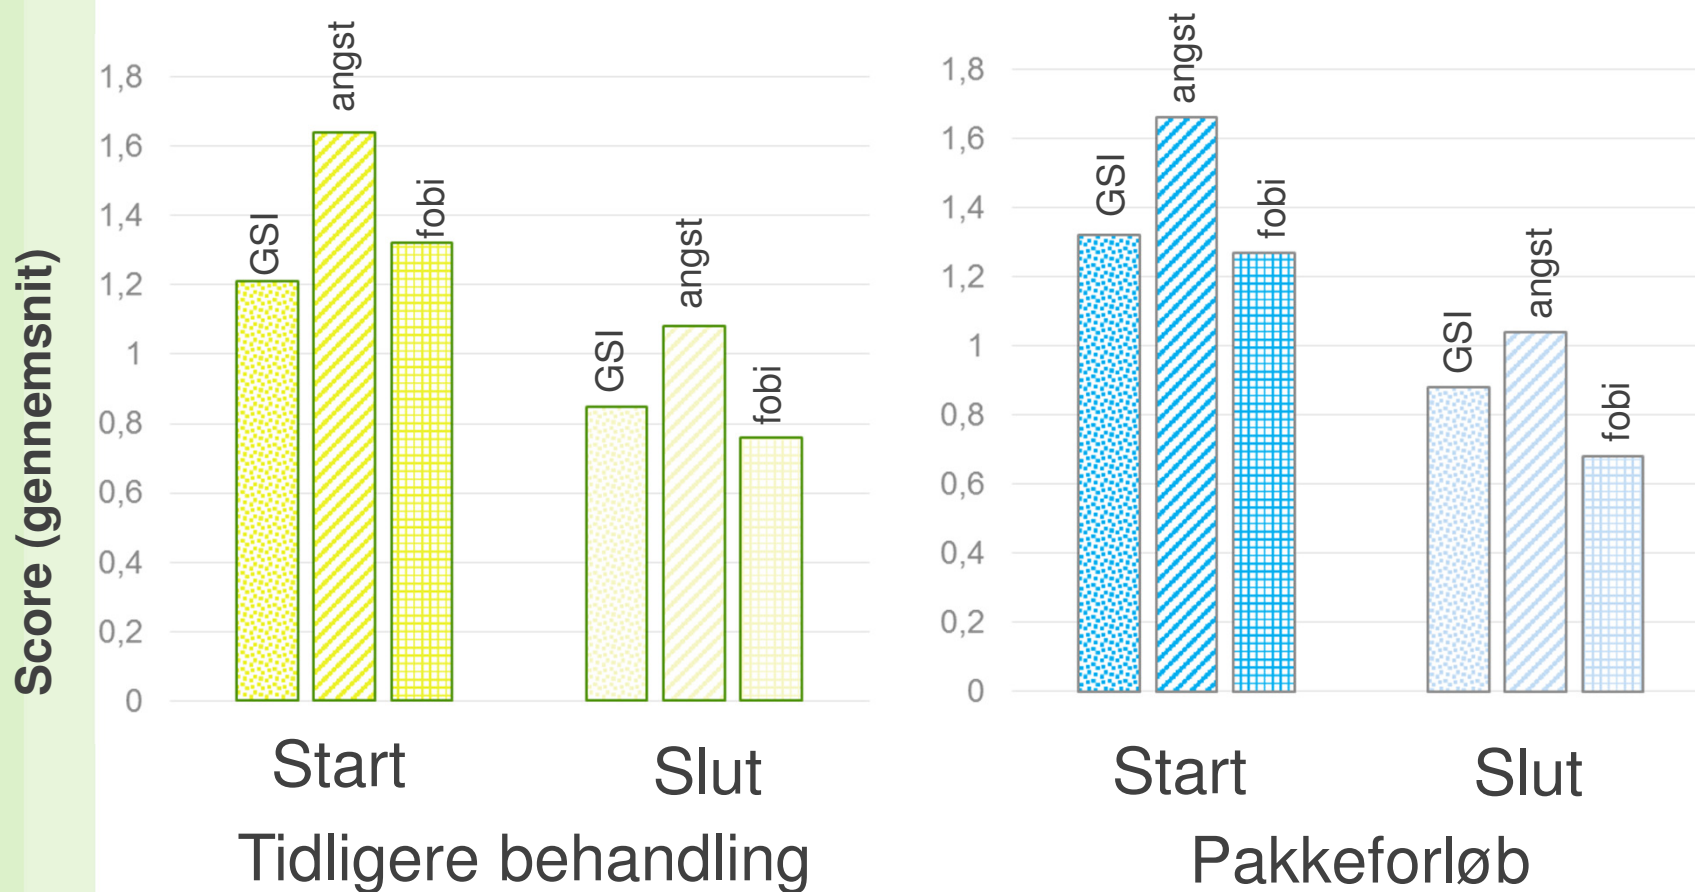 Score (gennemsnit)
1,8
1,6
1,4
1,2
1
0,8
0,6
0,4
0,2
0
GSI
angst
fobi
GSI
angst
fobi
Start
Slut
Tidligere behandling
1,8
1,6
1,4
1,2
1
0,8
0,6
0,4
0,2
0
GSI
angst
fobi
GSI
angst
fobi
Start
Slut
Pakkeforløb